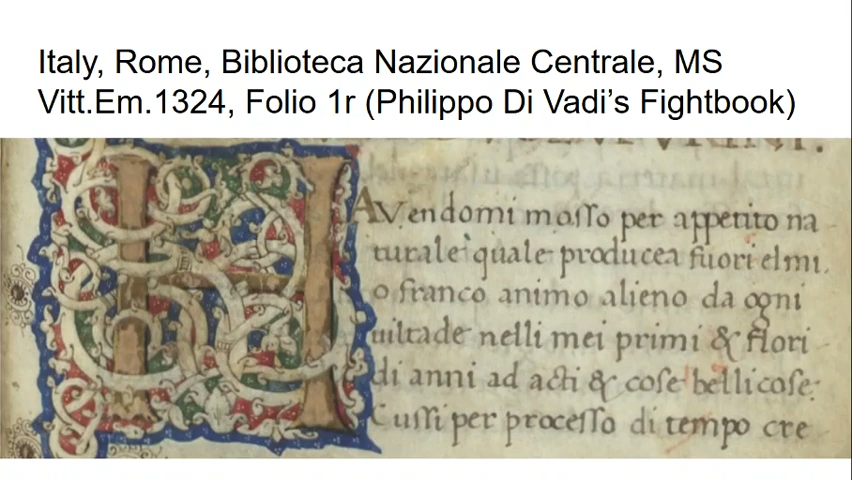 Italy, Rome, Biblioteca Nazionale Centrale, MS
Vitt.Em.1324, Folio 1r (Philippo Di Vadi’s Fightbook)
H
AVendomi moſſo per appetito na
turale quale producea fuori el mi
o franco animo alieno da ogni
uiltade nelli mei primi & flori
di anni ad acti & coſe bellicoſe:
Cuſſi per proceſſo di tempo cre